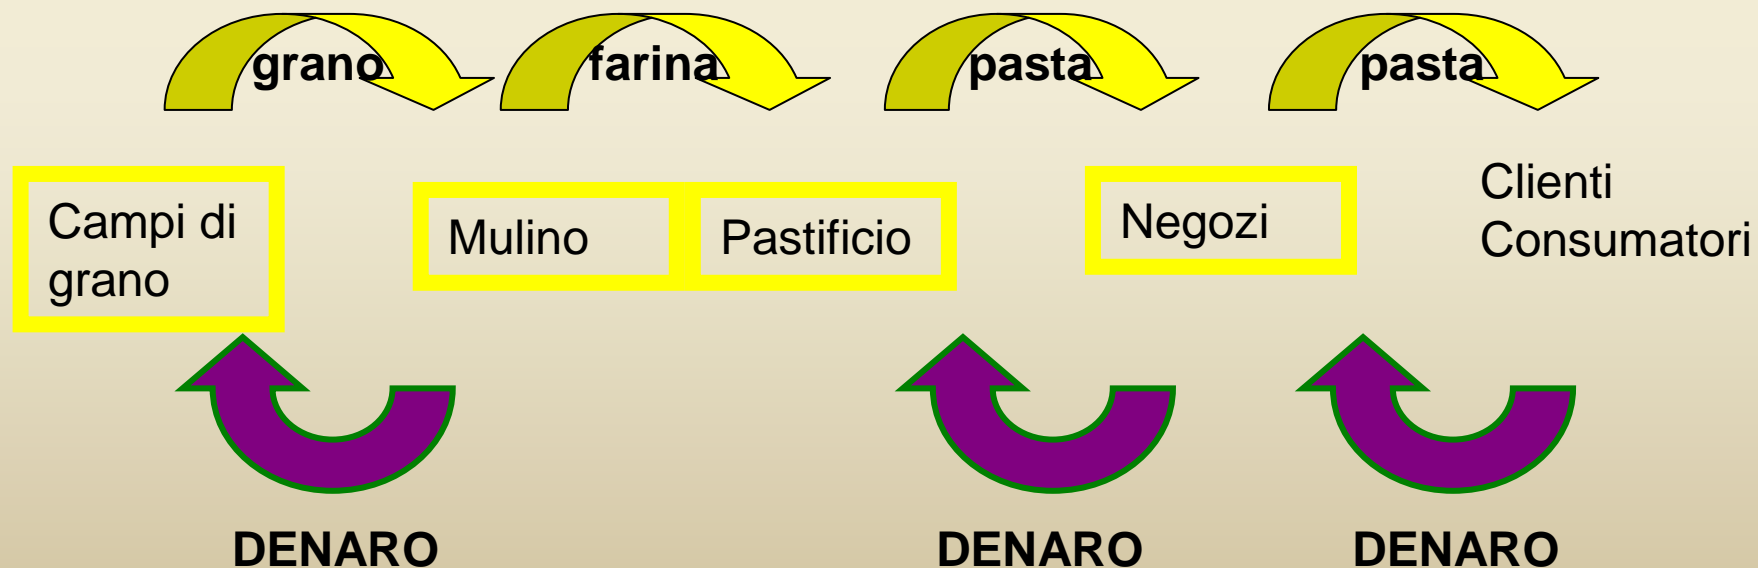 grano
farina
pasta
pasta
Campi di
grano
Mulino
Pastificio
Negozi
Clienti
Consumatori
DENARO
DENARO
DENARO